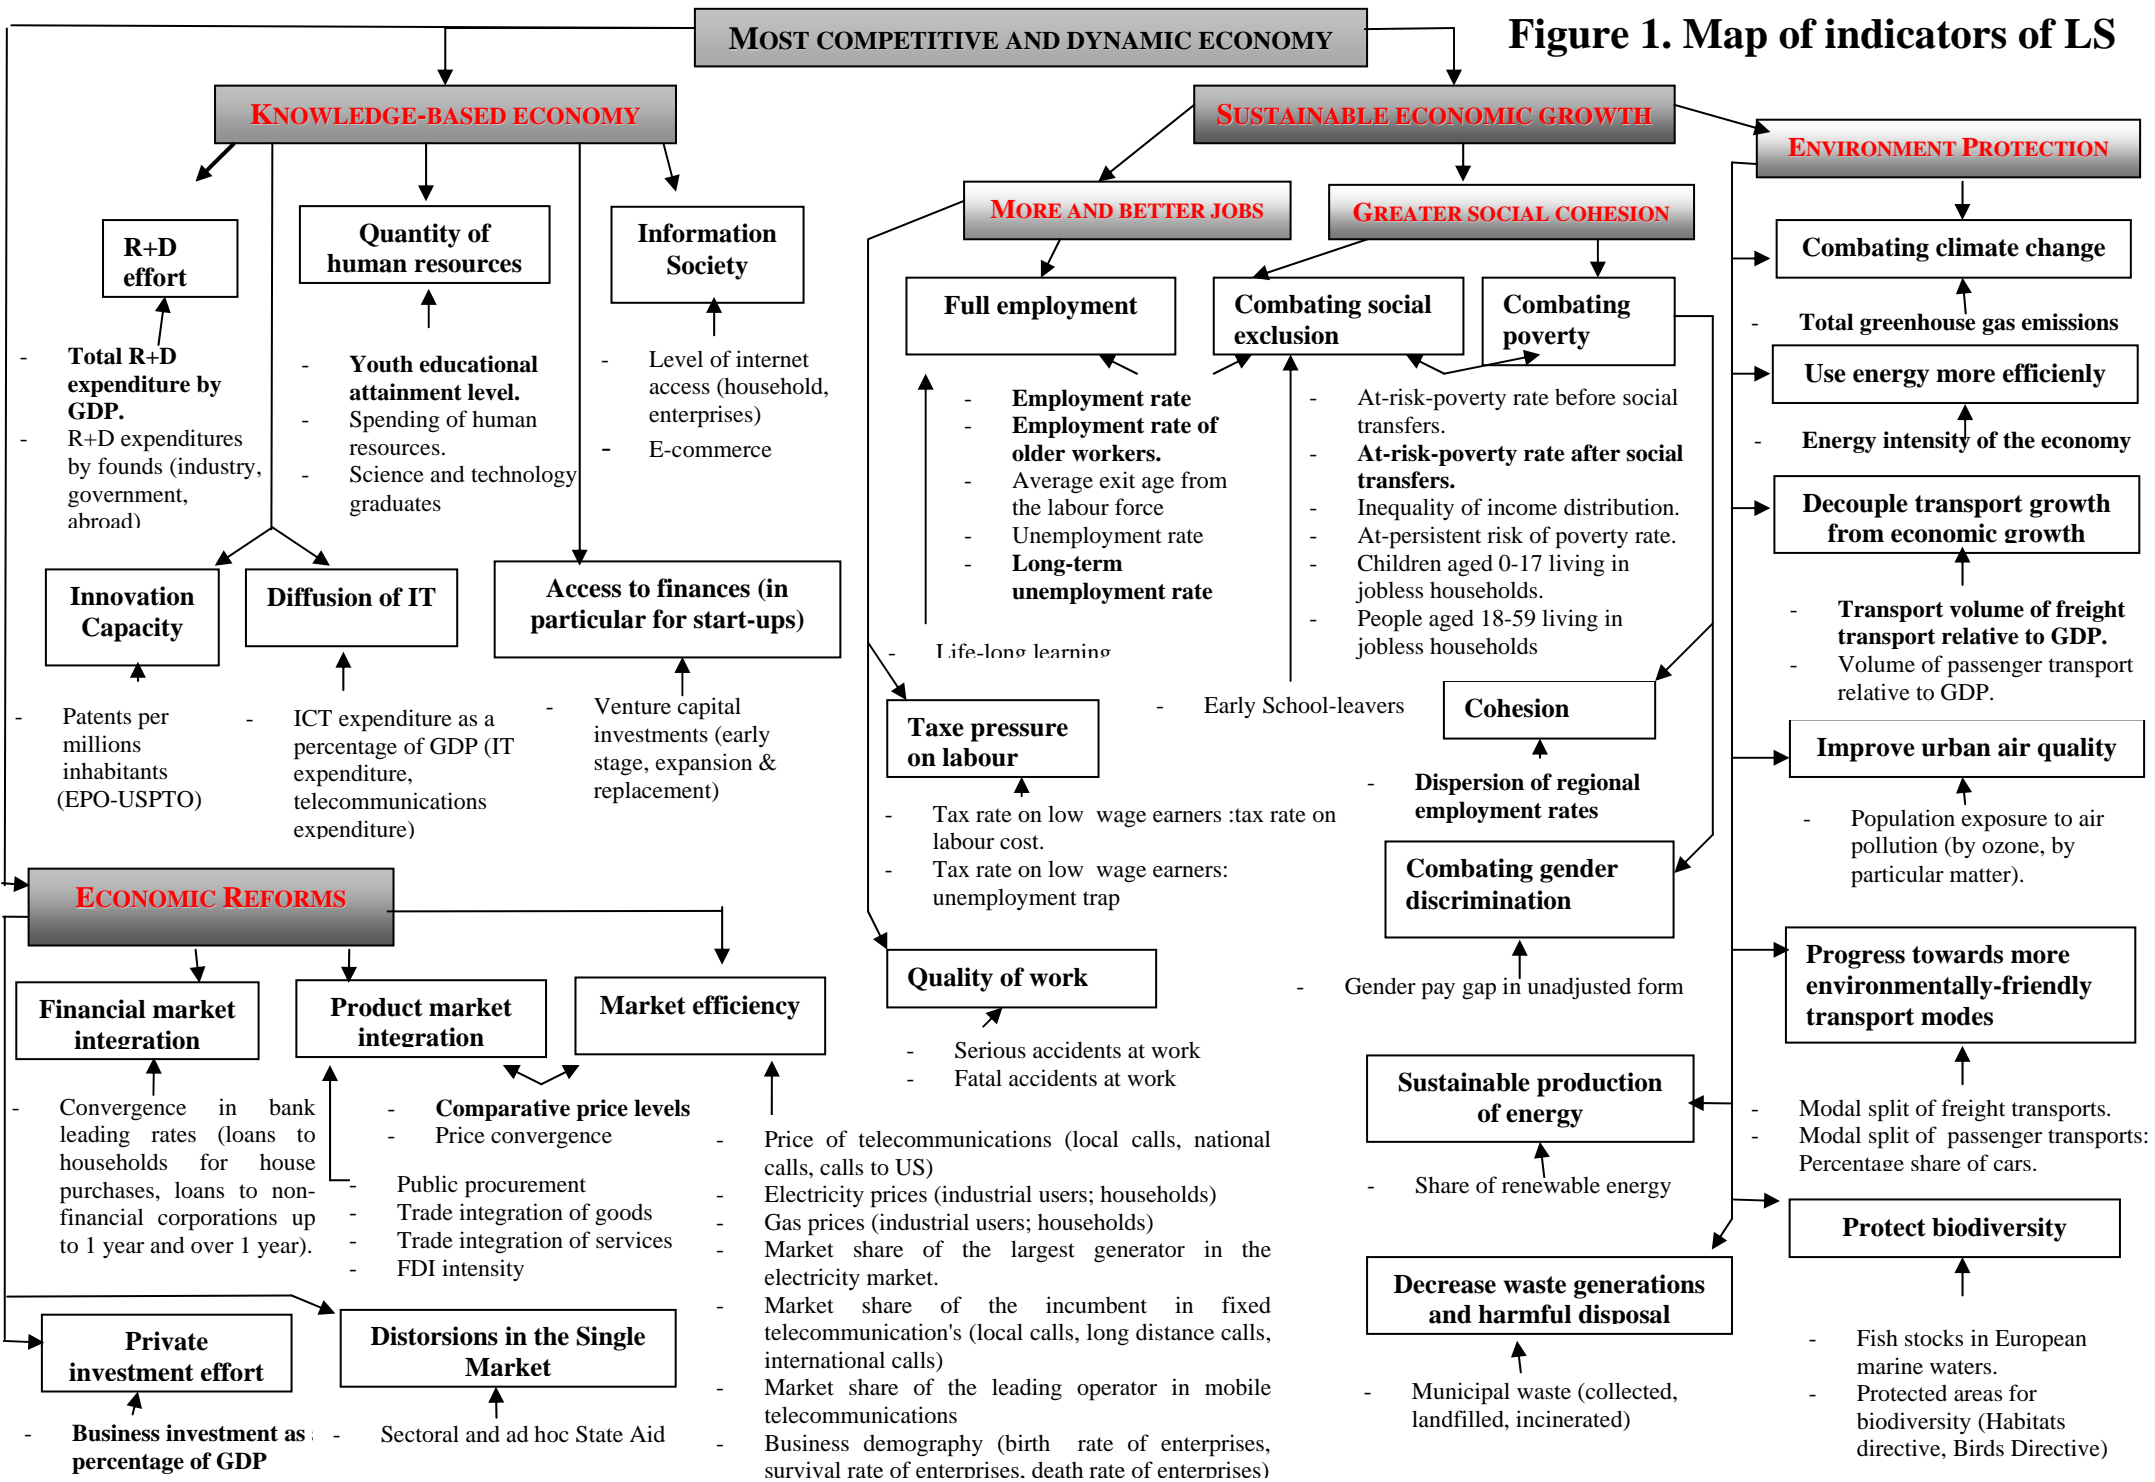 Figure 1. Map of indicators of LS
MOST COMPETITIVE AND DYNAMIC ECONOMY
KNOWLEDGE-BASED ECONOMY
SUSTAINABLE ECONOMIC GROWTH
ENVIRONMENT PROTECTION
MORE AND BETTER JOBS
GREATER SOCIAL COHESION
R+D
effort
Quantity of
human resources
Information
Society
- Total R+D
expenditure by
GDP.
- R+D expenditures
by founds (industry,
government,
abroad)
- Youth educational
attainment level.
- Spending of human
resources.
- Science and technology
graduates
- Level of internet
access (household,
enterprises)
- E-commerce
Innovation
Capacity
Diffusion of IT
Access to finances (in
particular for start-ups)
- Patents per
millions
inhabitants
(EPO-USPTO)
- ICT expenditure as a
percentage of GDP (IT
expenditure,
telecommunications
expenditure)
- Venture capital
investments (early
stage, expansion &
replacement)
Full employment
Combating social
exclusion
Combating
poverty
- Employment rate
- Employment rate of
older workers.
- Average exit age from
the labour force
- Unemployment rate
- Long-term
unemployment rate
- Life-long learning
- At-risk-poverty rate before social
transfers.
- At-risk-poverty rate after social
transfers.
- Inequality of income distribution.
- At-persistent risk of poverty rate.
- Children aged 0-17 living in
jobless households.
- People aged 18-59 living in
jobless households
- Early School-leavers
Taxe pressure
on labour
Cohesion
- Dispersion of regional
employment rates
- Tax rate on low  wage earners :tax rate on
labour cost.
- Tax rate on low  wage earners:
unemployment trap
Combating gender
discrimination
Quality of work
- Gender pay gap in unadjusted form
- Serious accidents at work
- Fatal accidents at work
Combating climate change
- Total greenhouse gas emissions
Use energy more efficienly
- Energy intensity of the economy
Decouple transport growth
from economic growth
- Transport volume of freight
transport relative to GDP.
- Volume of passenger transport
relative to GDP.
Improve urban air quality
- Population exposure to air
pollution (by ozone, by
particular matter).
Progress towards more
environmentally-friendly
transport modes
- Modal split of freight transports.
- Modal split of  passenger transports:
Percentage share of cars.
Sustainable production
of energy
- Share of renewable energy
Protect biodiversity
- Fish stocks in European
marine waters.
- Protected areas for
biodiversity (Habitats
directive, Birds Directive)
Decrease waste generations
and harmful disposal
- Municipal waste (collected,
landfilled, incinerated)
ECONOMIC REFORMS
Financial market
integration
Product market
integration
Market efficiency
- Convergence in bank
leading rates (loans to
households for house
purchases, loans to non-
financial corporations up
to 1 year and over 1 year).
- Comparative price levels
- Price convergence
- Public procurement
- Trade integration of goods
- Trade integration of services
- FDI intensity
- Price of telecommunications (local calls, national
calls, calls to US)
- Electricity prices (industrial users; households)
- Gas prices (industrial users; households)
- Market share of the largest generator in the
electricity market.
- Market share of the incumbent in fixed
telecommunication's (local calls, long distance calls,
international calls)
- Market share of the leading operator in mobile
telecommunications
- Business demography (birth  rate of enterprises,
survival rate of enterprises, death rate of enterprises)
Private
investment effort
Distorsions in the Single
Market
- Business investment as
percentage of GDP
- Sectoral and ad hoc State Aid